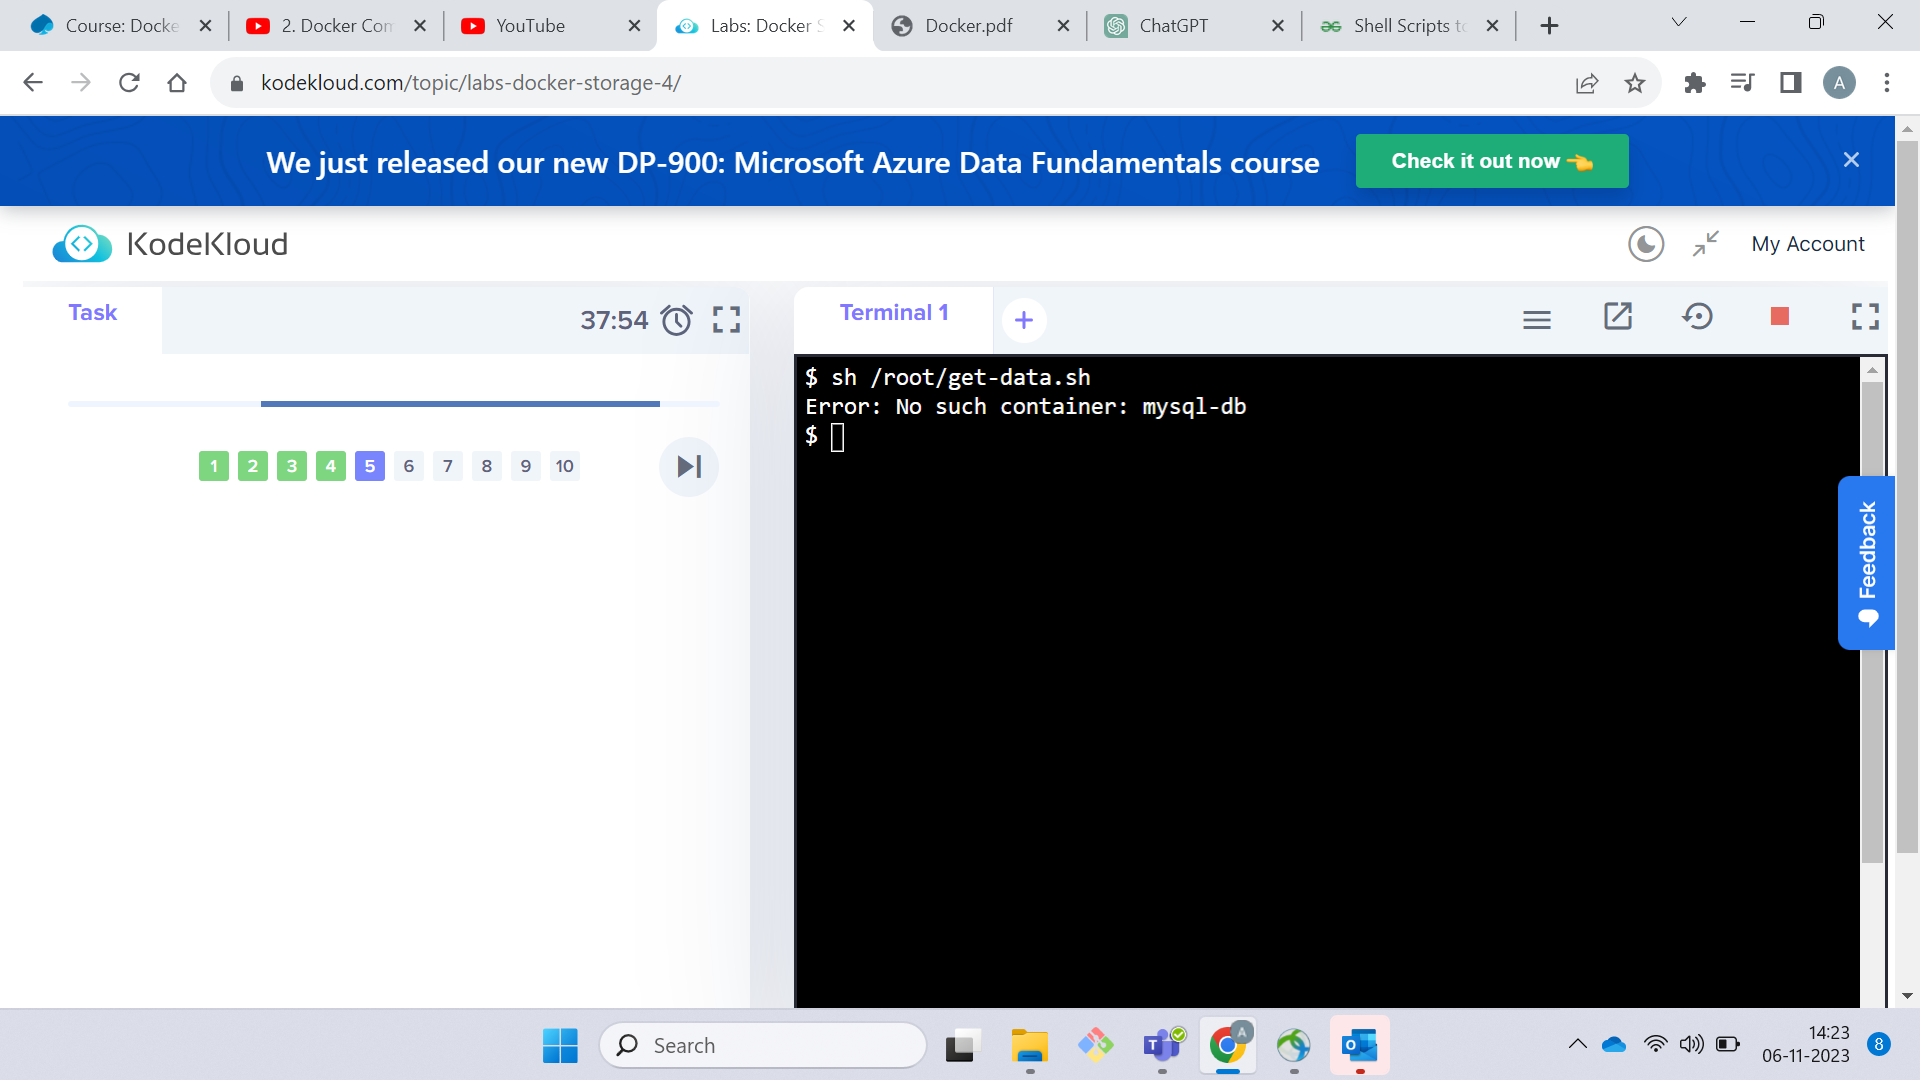 Course: Docke
2. Docker Con
YouTube
Labs: Docker S
Docker.pdf
ChatGPT
Shell Scripts to
kodekloud.com/topic/labs-docker-storage-4/
A
We just released our new DP-900: Microsoft Azure Data Fundamentals course
Check it out now 👈
KodeKloud
My Account
Task
37:54
Terminal 1
1 2 3 4 5 6 7 8 9 10
$ sh /root/get-data.sh
Error: No such container: mysql-db
$
Feedback
Search
A
14:23
06-11-2023
8